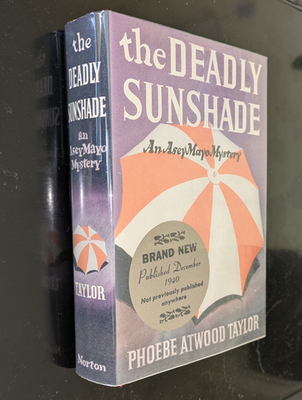 the
DEADLY
SUNSHADE
an
Asey Mayo
Mystery
TAYLOR
Norton
the DEADLY
SUNSHADE
An Asey Mayo Mystery
BRAND NEW
Published December
1940
Not previously published
anywhere
PHOEBE ATWOOD TAYLOR